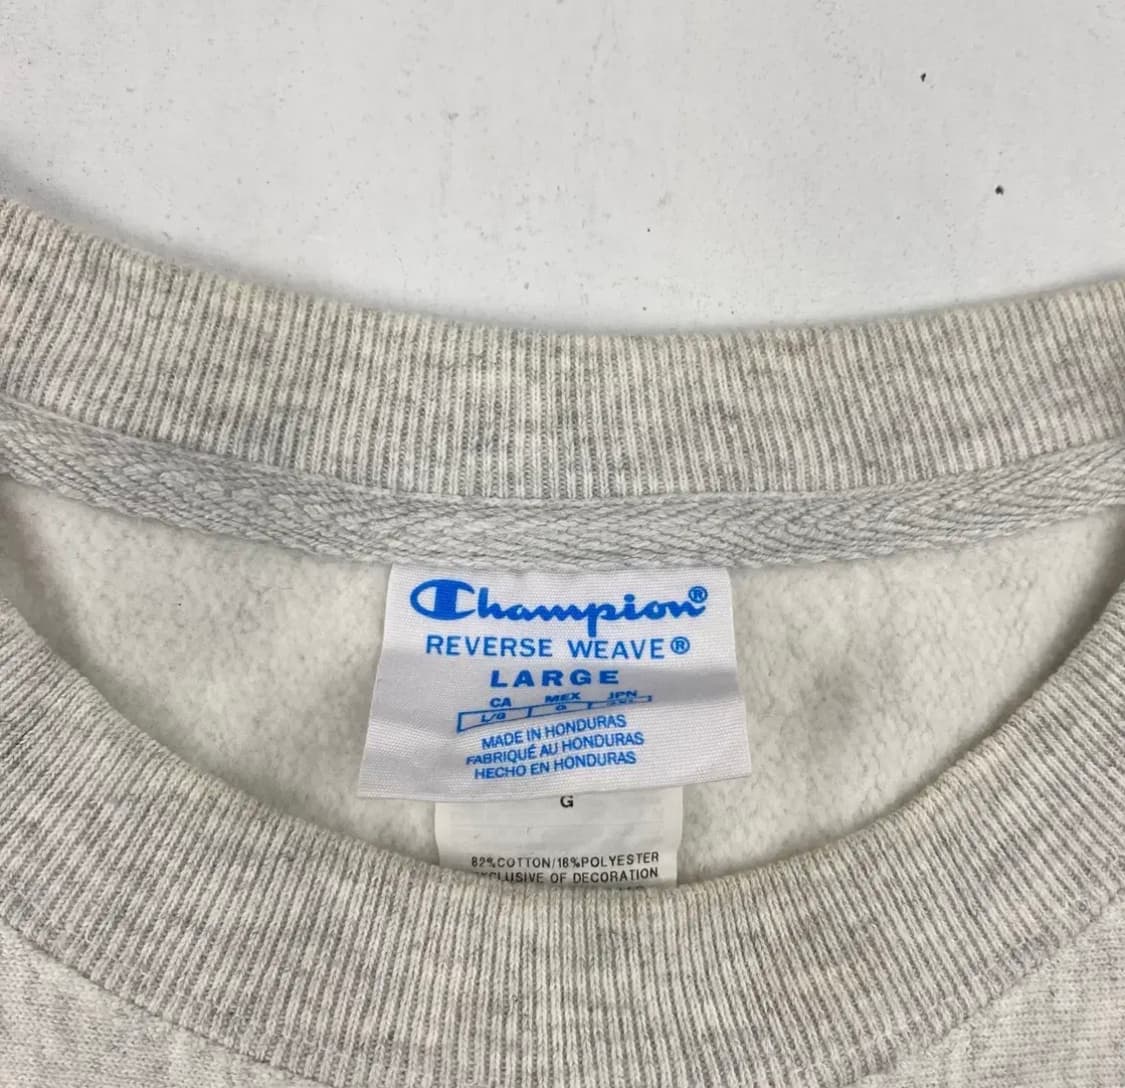 Champion®
REVERSE WEAVE®
LARGE
CA MEX JPN
L/G G
MADE IN HONDURAS
FABRIQUÉ AU HONDURAS
HECHO EN HONDURAS
G
82%COTTON/18%POLYESTER
OF DECORATION